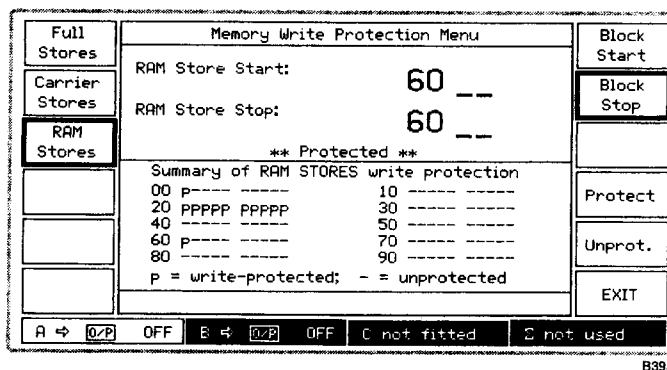 Full
Stores
Carrier
Stores
RAM
Stores
Memory Write Protection Menu
RAM Store Start: 60 __
RAM Store Stop: 60 __
** Protected **
Summary of RAM STORES write protection
00 p---- ----- 10 ----- -----
20 PPPPP PPPPP 30 ----- -----
40 ----- ----- 50 ----- -----
60 p---- ----- 70 ----- -----
80 ----- ----- 90 ----- -----
p = write-protected; - = unprotected
Block
Start
Block
Stop
Protect
Unprot.
EXIT
A ⇨ O/P OFF B ⇨ O/P OFF C not fitted Σ not used
B39